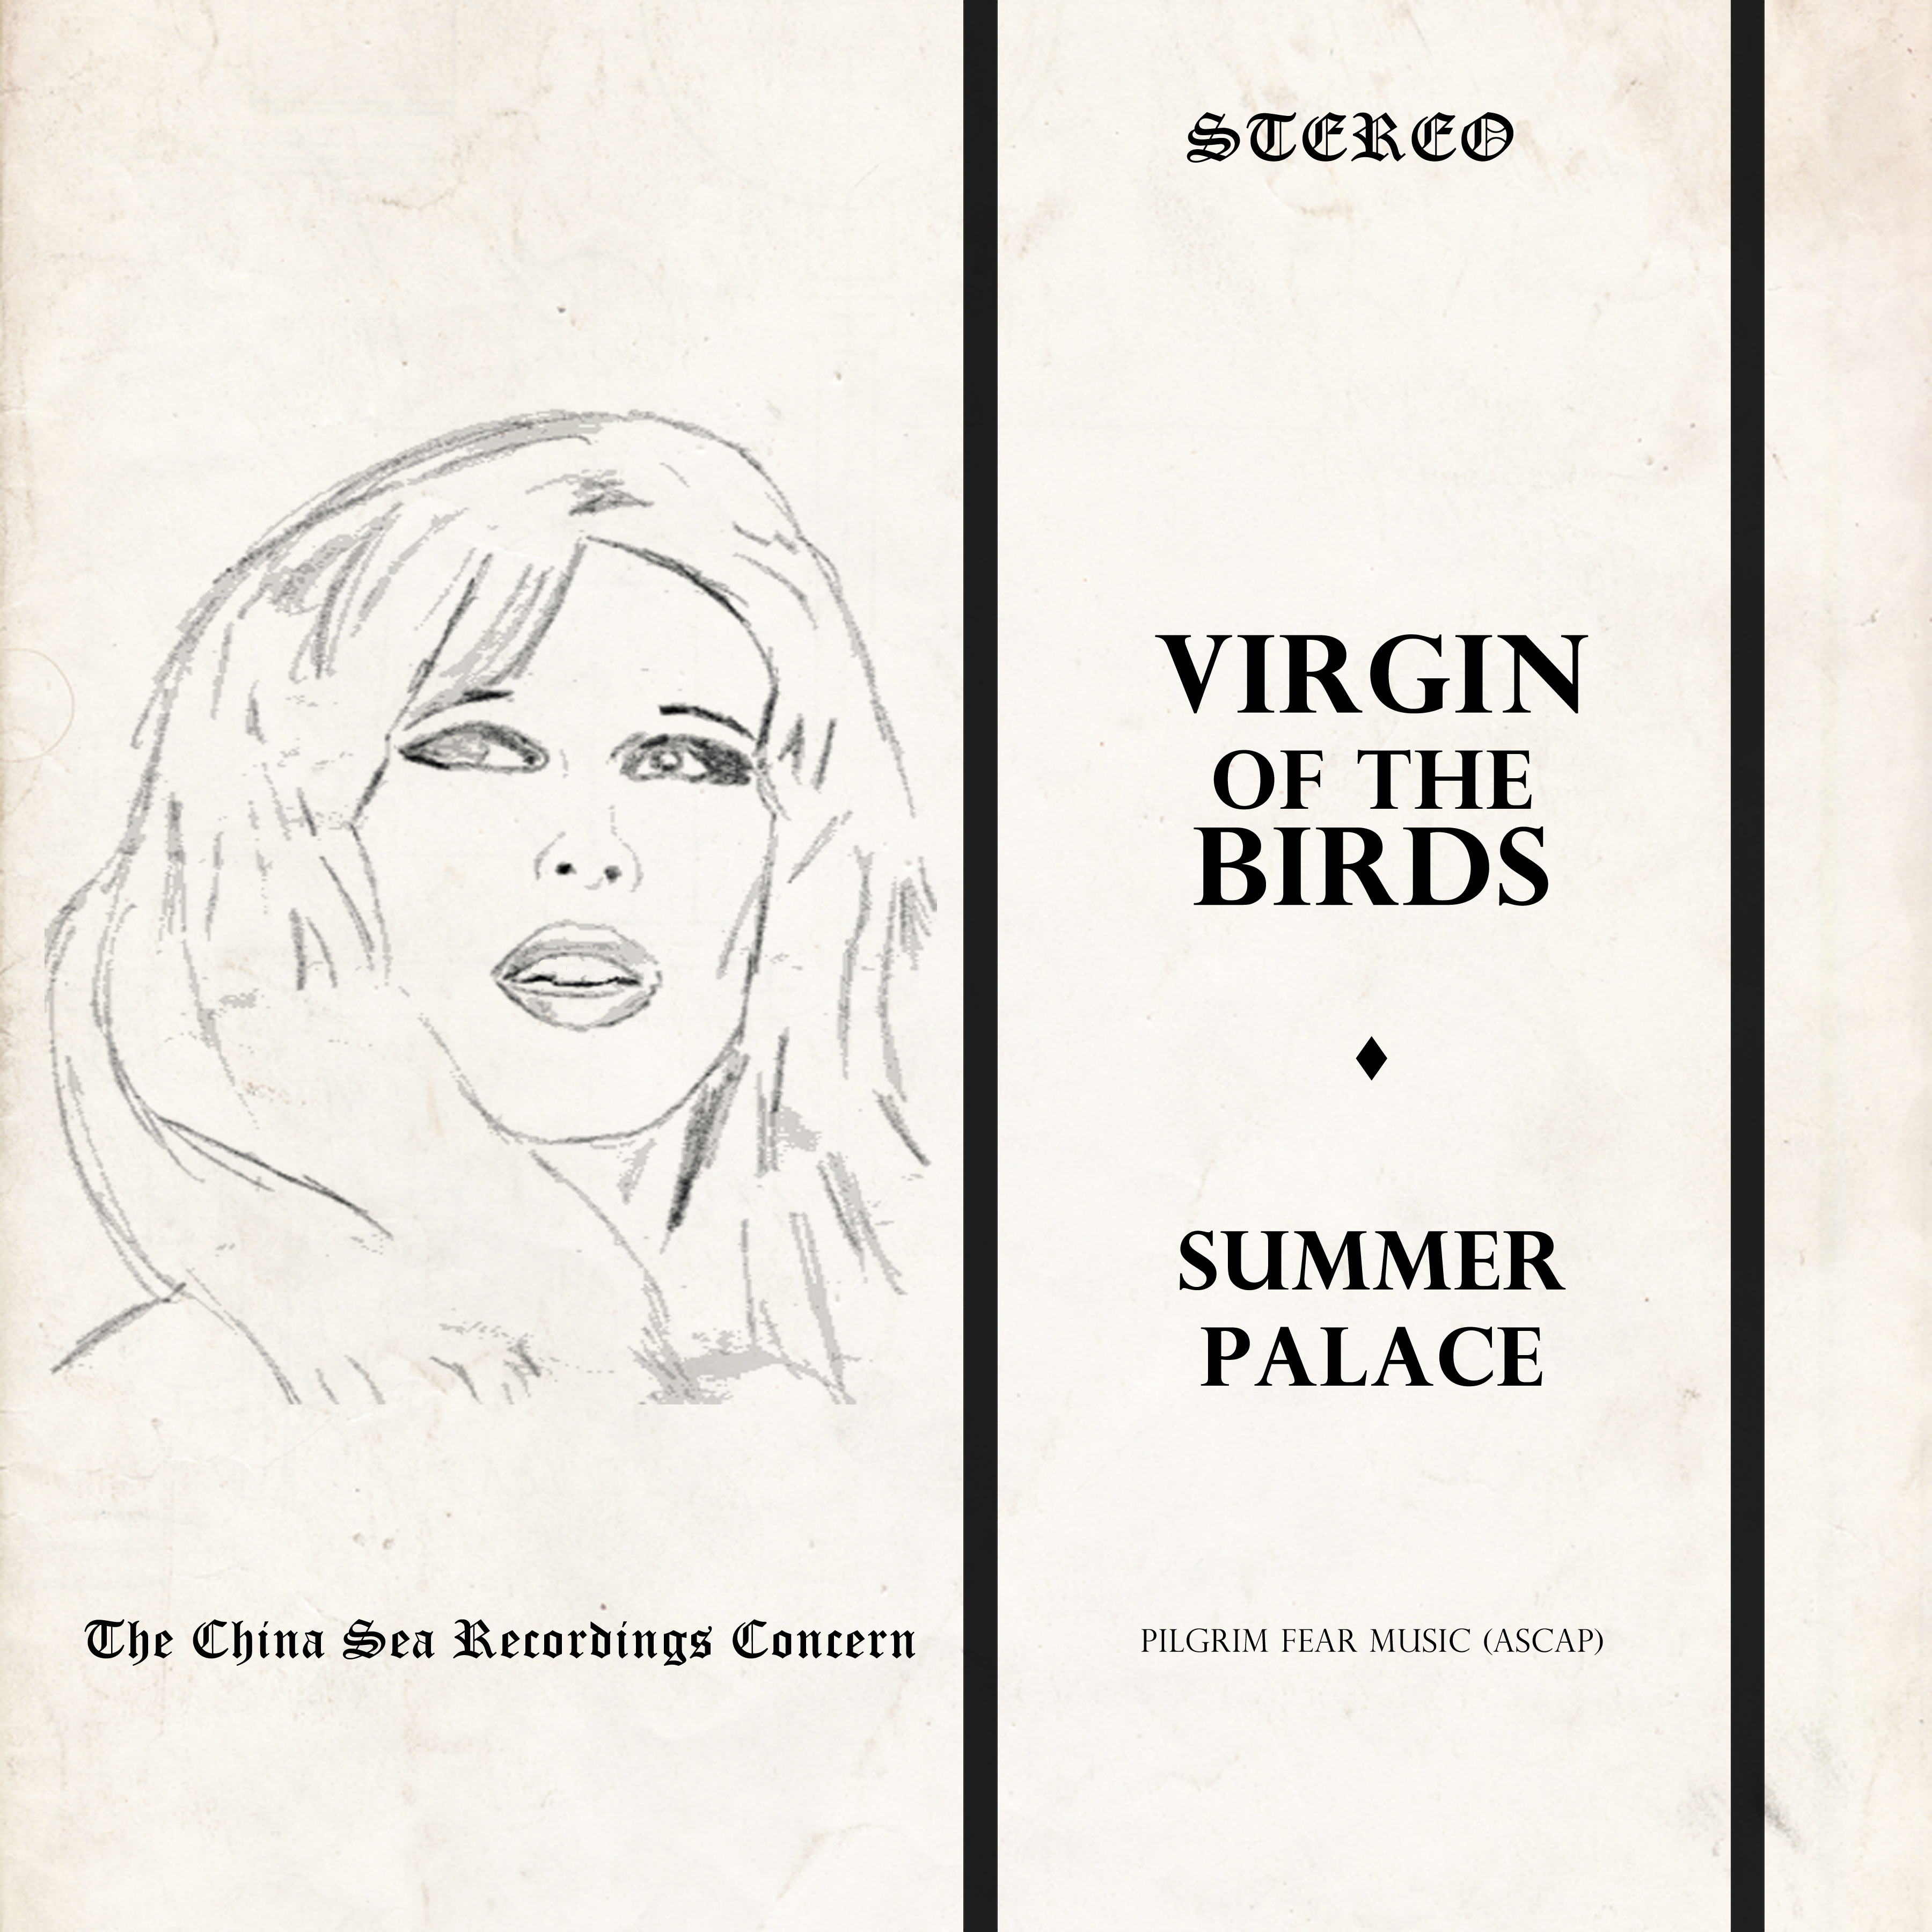 STEREO
VIRGIN
OF THE
BIRDS
SUMMER
PALACE
The China Sea Recordings Concern
PILGRIM FEAR MUSIC (ASCAP)